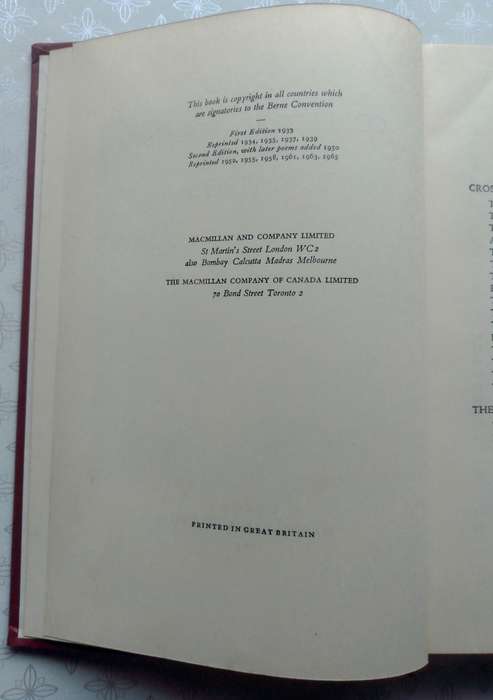 This book is copyright in all countries which
are signatories to the Berne Convention
First Edition 1933
Reprinted 1934, 1935, 1937, 1939
Second Edition, with later poems added 1950
Reprinted 1952, 1955, 1958, 1961, 1963, 1965
MACMILLAN AND COMPANY LIMITED
St Martin's Street London WC2
also Bombay Calcutta Madras Melbourne
THE MACMILLAN COMPANY OF CANADA LIMITED
70 Bond Street Toronto 2
PRINTED IN GREAT BRITAIN
CROS
THE